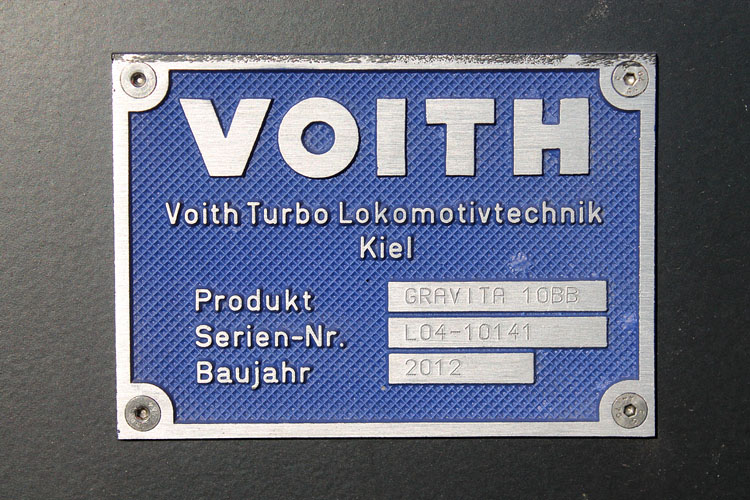 VOITH
Voith Turbo Lokomotivtechnik
Kiel
Produkt GRAVITA 10BB
Serien-Nr. L04-10141
Baujahr 2012